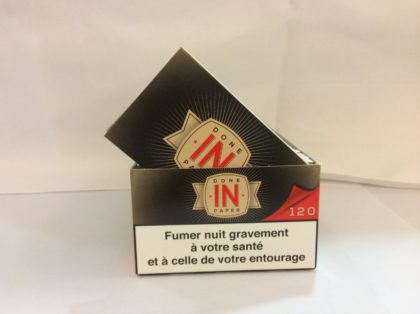 DONE
IN
PAPER
DONE
IN
PAPER
120
Fumer nuit gravement
à votre santé
et à celle de votre entourage